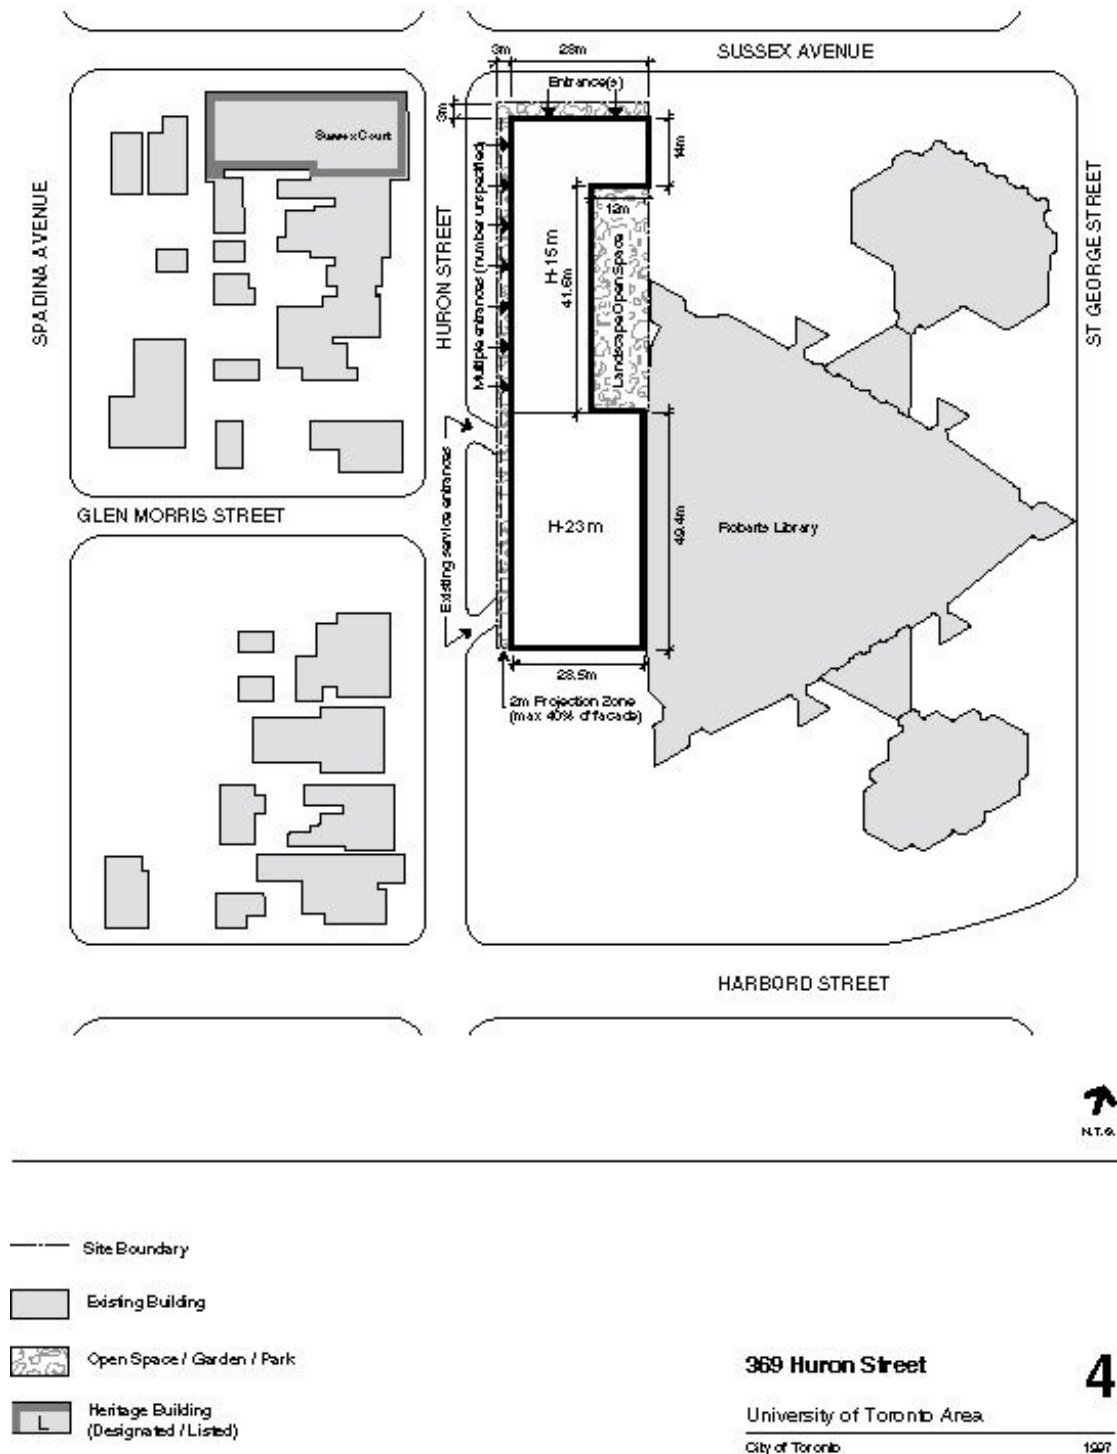 3m
28m
SUSSEX AVENUE
Entrance(s)
3m
Sussex Court
14m
SPADINA AVENUE
HURON STREET
Multiple entrances (number unspecified)
12m
H-15m
41.6m
Landscape Open Space
ST GEORGE STREET
GLEN MORRIS STREET
Existing service entrances
H-23m
49.4m
Robarts Library
28.5m
2m Projection Zone
(max 40% of facade)
HARBORD STREET
N.T.S.
Site Boundary
Existing Building
Open Space / Garden / Park
L
Heritage Building
(Designated / Listed)
369 Huron Street
4
University of Toronto Area
City of Toronto
1997